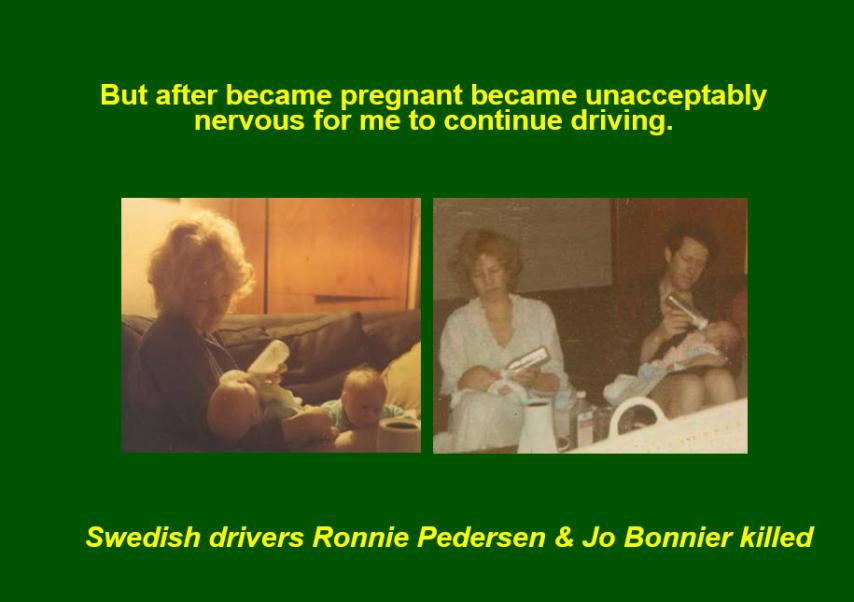 But after became pregnant became unacceptably
nervous for me to continue driving.
Swedish drivers Ronnie Pedersen & Jo Bonnier killed